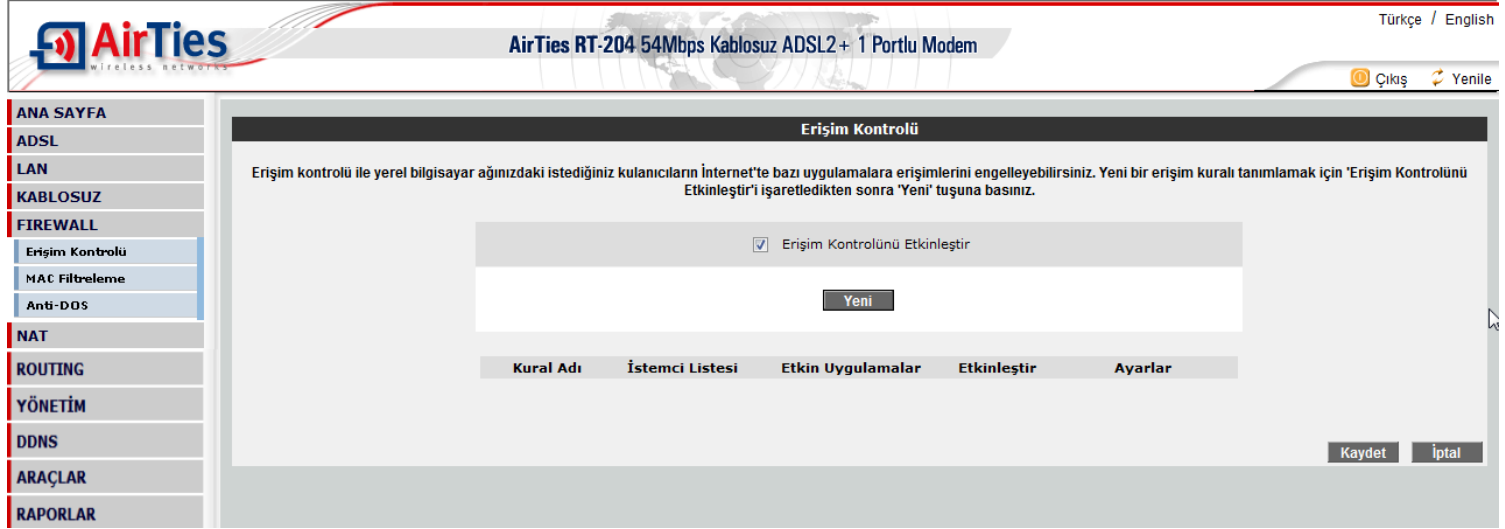 Türkçe / English
AirTies
wireless networks
AirTies RT-204 54Mbps Kablosuz ADSL2+ 1 Portlu Modem
Çıkış Yenile
ANA SAYFA
ADSL
LAN
KABLOSUZ
FIREWALL
Erişim Kontrolü
MAC Filtreleme
Anti-DOS
NAT
ROUTING
YÖNETİM
DDNS
ARAÇLAR
RAPORLAR
Erişim Kontrolü
Erişim kontrolü ile yerel bilgisayar ağınızdaki istediğiniz kulanıcıların İnternet'te bazı uygulamalara erişimlerini engelleyebilirsiniz. Yeni bir erişim kuralı tanımlamak için 'Erişim Kontrolünü
Etkinleştir'i işaretledikten sonra 'Yeni' tuşuna basınız.
Erişim Kontrolünü Etkinleştir
Yeni
Kural Adı İstemci Listesi Etkin Uygulamalar Etkinleştir Ayarlar
Kaydet İptal